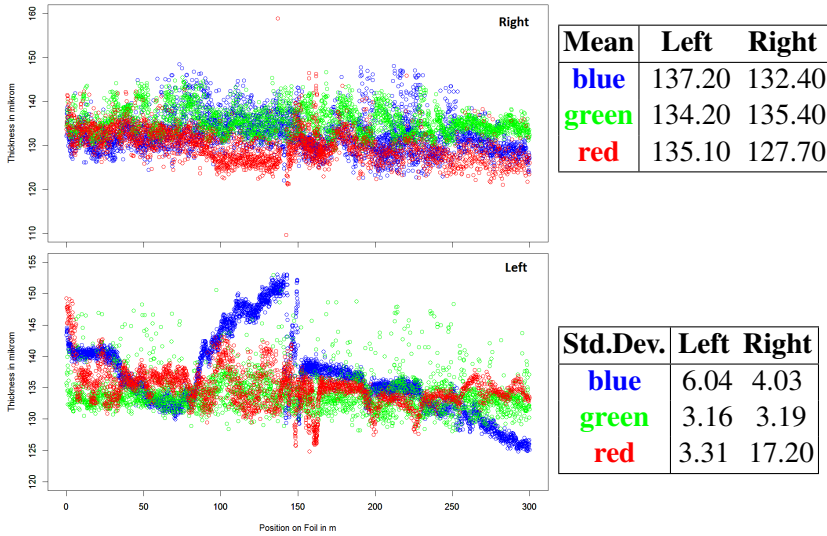 Right
160
150
140
130
120
110
Thickness in mikrom
Left
155
150
145
140
135
130
125
120
Thickness in mikrom
0 50 100 150 200 250 300
Position on Foil in m
Mean Left Right
blue 137.20 132.40
green 134.20 135.40
red 135.10 127.70
Std.Dev. Left Right
blue 6.04 4.03
green 3.16 3.19
red 3.31 17.20